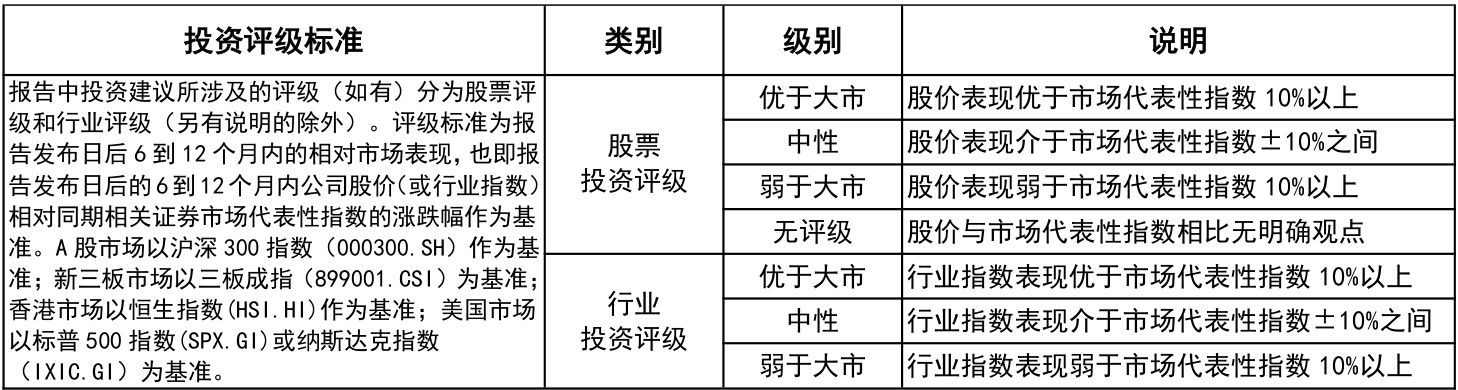 投资评级标准
类别
级别
说明
报告中投资建议所涉及的评级（如有）分为股票评
级和行业评级（另有说明的除外）。评级标准为报
告发布日后 6 到 12 个月内的相对市场表现，也即报
告发布日后的 6 到 12 个月内公司股价（或行业指数）
相对同期相关证券市场代表性指数的涨跌幅作为基
准。A 股市场以沪深 300 指数（000300.SH）作为基
准；新三板市场以三板成指（899001.CSI）为基准；
香港市场以恒生指数(HSI.HI)作为基准；美国市场
以标普 500 指数(SPX.GI)或纳斯达克指数
（IXIC.GI）为基准。
股票
投资评级
优于大市
股价表现优于市场代表性指数 10%以上
中性
股价表现介于市场代表性指数±10%之间
弱于大市
股价表现弱于市场代表性指数 10%以上
无评级
股价与市场代表性指数相比无明确观点
行业
投资评级
优于大市
行业指数表现优于市场代表性指数 10%以上
中性
行业指数表现介于市场代表性指数±10%之间
弱于大市
行业指数表现弱于市场代表性指数 10%以上